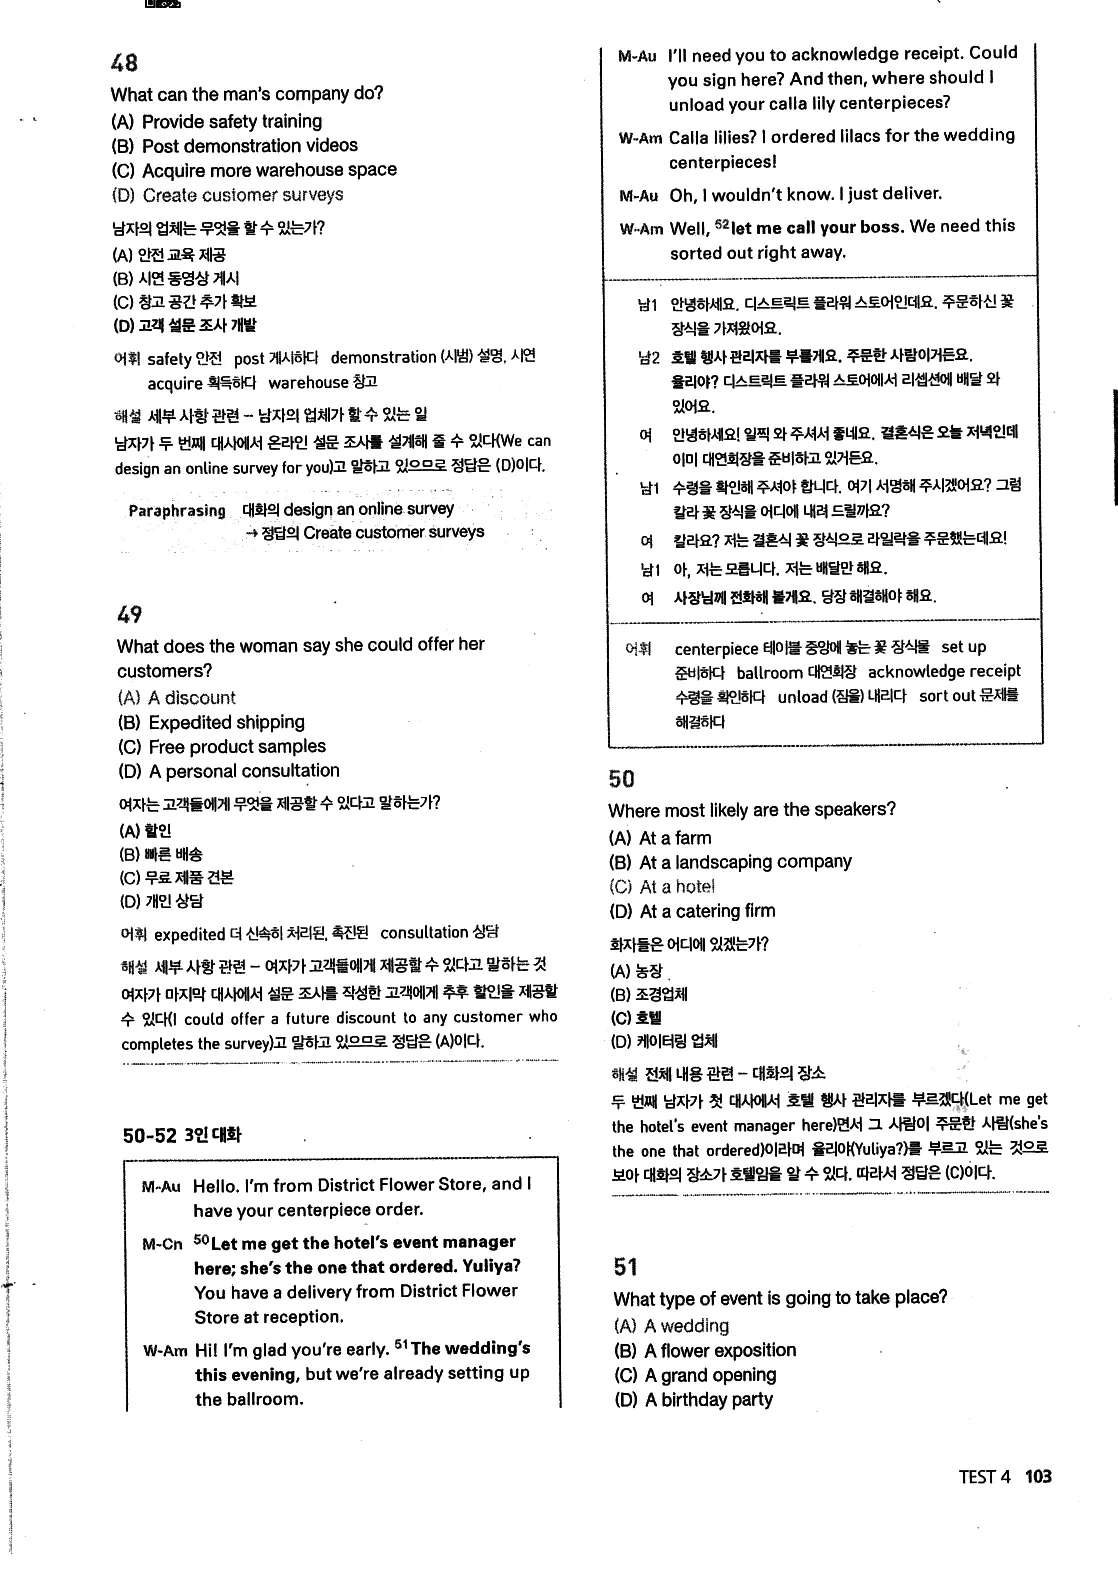 48
What can the man's company do?
(A) Provide safety training
(B) Post demonstration videos
(C) Acquire more warehouse space
(D) Create customer surveys
남자의 업체는 무엇을 할 수 있는가?
(A) 안전 교육 제공
(B) 시연 동영상 게시
(C) 창고 공간 추가 확보
(D) 고객 설문 조사 개발
어휘 safety 안전 post 게시하다 demonstration (시범) 설명, 시연
acquire 획득하다 warehouse 창고
해설 세부 사항 관련 – 남자의 업체가 할 수 있는 일
남자가 두 번째 대사에서 온라인 설문 조사를 설계해 줄 수 있다(We can
design an online survey for you)고 말하고 있으므로 정답은 (D)이다.
Paraphrasing 대화의 design an online survey
→ 정답의 Create customer surveys
49
What does the woman say she could offer her
customers?
(A) A discount
(B) Expedited shipping
(C) Free product samples
(D) A personal consultation
여자는 고객들에게 무엇을 제공할 수 있다고 말하는가?
(A) 할인
(B) 빠른 배송
(C) 무료 제품 견본
(D) 개인 상담
어휘 expedited 더 신속히 처리된, 촉진된 consultation 상담
해설 세부 사항 관련 – 여자가 고객들에게 제공할 수 있다고 말하는 것
여자가 마지막 대사에서 설문 조사를 작성한 고객에게 추후 할인을 제공할
수 있다(I could offer a future discount to any customer who
completes the survey)고 말하고 있으므로 정답은 (A)이다.
50-52 3인 대화
M-Au Hello. I'm from District Flower Store, and I
have your centerpiece order.
M-Cn 50Let me get the hotel's event manager
here; she's the one that ordered. Yuliya?
You have a delivery from District Flower
Store at reception.
W-Am Hi! I'm glad you're early. 51The wedding's
this evening, but we're already setting up
the ballroom.
M-Au I'll need you to acknowledge receipt. Could
you sign here? And then, where should I
unload your calla lily centerpieces?
W-Am Calla lilies? I ordered lilacs for the wedding
centerpieces!
M-Au Oh, I wouldn't know. I just deliver.
W-Am Well, 52let me call your boss. We need this
sorted out right away.
남1 안녕하세요. 디스트릭트 플라워 스토어인데요. 주문하신 꽃
장식을 가져왔어요.
남2 호텔 행사 관리자를 부를게요. 주문한 사람이거든요.
율리야? 디스트릭트 플라워 스토어에서 리셉션에 배달 와
있어요.
여 안녕하세요! 일찍 와 주셔서 좋네요. 결혼식은 오늘 저녁인데
이미 대연회장을 준비하고 있거든요.
남1 수령을 확인해 주셔야 합니다. 여기 서명해 주시겠어요? 그럼
칼라 꽃 장식을 어디에 내려 드릴까요?
여 칼라요? 저는 결혼식 꽃 장식으로 라일락을 주문했는데요!
남1 아, 저는 모릅니다. 저는 배달만 해요.
여 사장님께 전화해 볼게요. 당장 해결해야 해요.
어휘 centerpiece 테이블 중앙에 놓는 꽃 장식물 set up
준비하다 ballroom 대연회장 acknowledge receipt
수령을 확인하다 unload (짐을) 내리다 sort out 문제를
해결하다
50
Where most likely are the speakers?
(A) At a farm
(B) At a landscaping company
(C) At a hotel
(D) At a catering firm
화자들은 어디에 있겠는가?
(A) 농장
(B) 조경업체
(C) 호텔
(D) 케이터링 업체
해설 전체 내용 관련 – 대화의 장소
두 번째 남자가 첫 대사에서 호텔 행사 관리자를 부르겠다(Let me get
the hotel's event manager here)면서 그 사람이 주문한 사람(she's
the one that ordered)이라며 율리야(Yuliya?)를 부르고 있는 것으로
보아 대화의 장소가 호텔임을 알 수 있다. 따라서 정답은 (C)이다.
51
What type of event is going to take place?
(A) A wedding
(B) A flower exposition
(C) A grand opening
(D) A birthday party
TEST 4 103